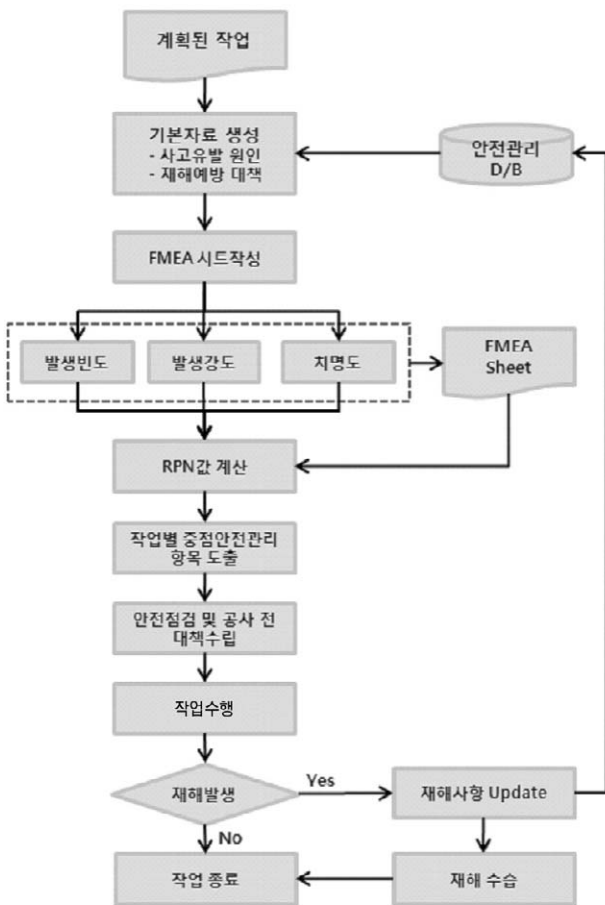 계획된 작업
기본자료 생성
- 사고유발 원인
- 재해예방 대책
안전관리
D/B
FMEA 시트작성
발생빈도
발생강도
치명도
FMEA
Sheet
RPN값 계산
작업별 중점안전관리
항목 도출
안전점검 및 공사 전
대책수립
작업수행
재해발생
Yes
재해사항 Update
No
작업 종료
재해 수습